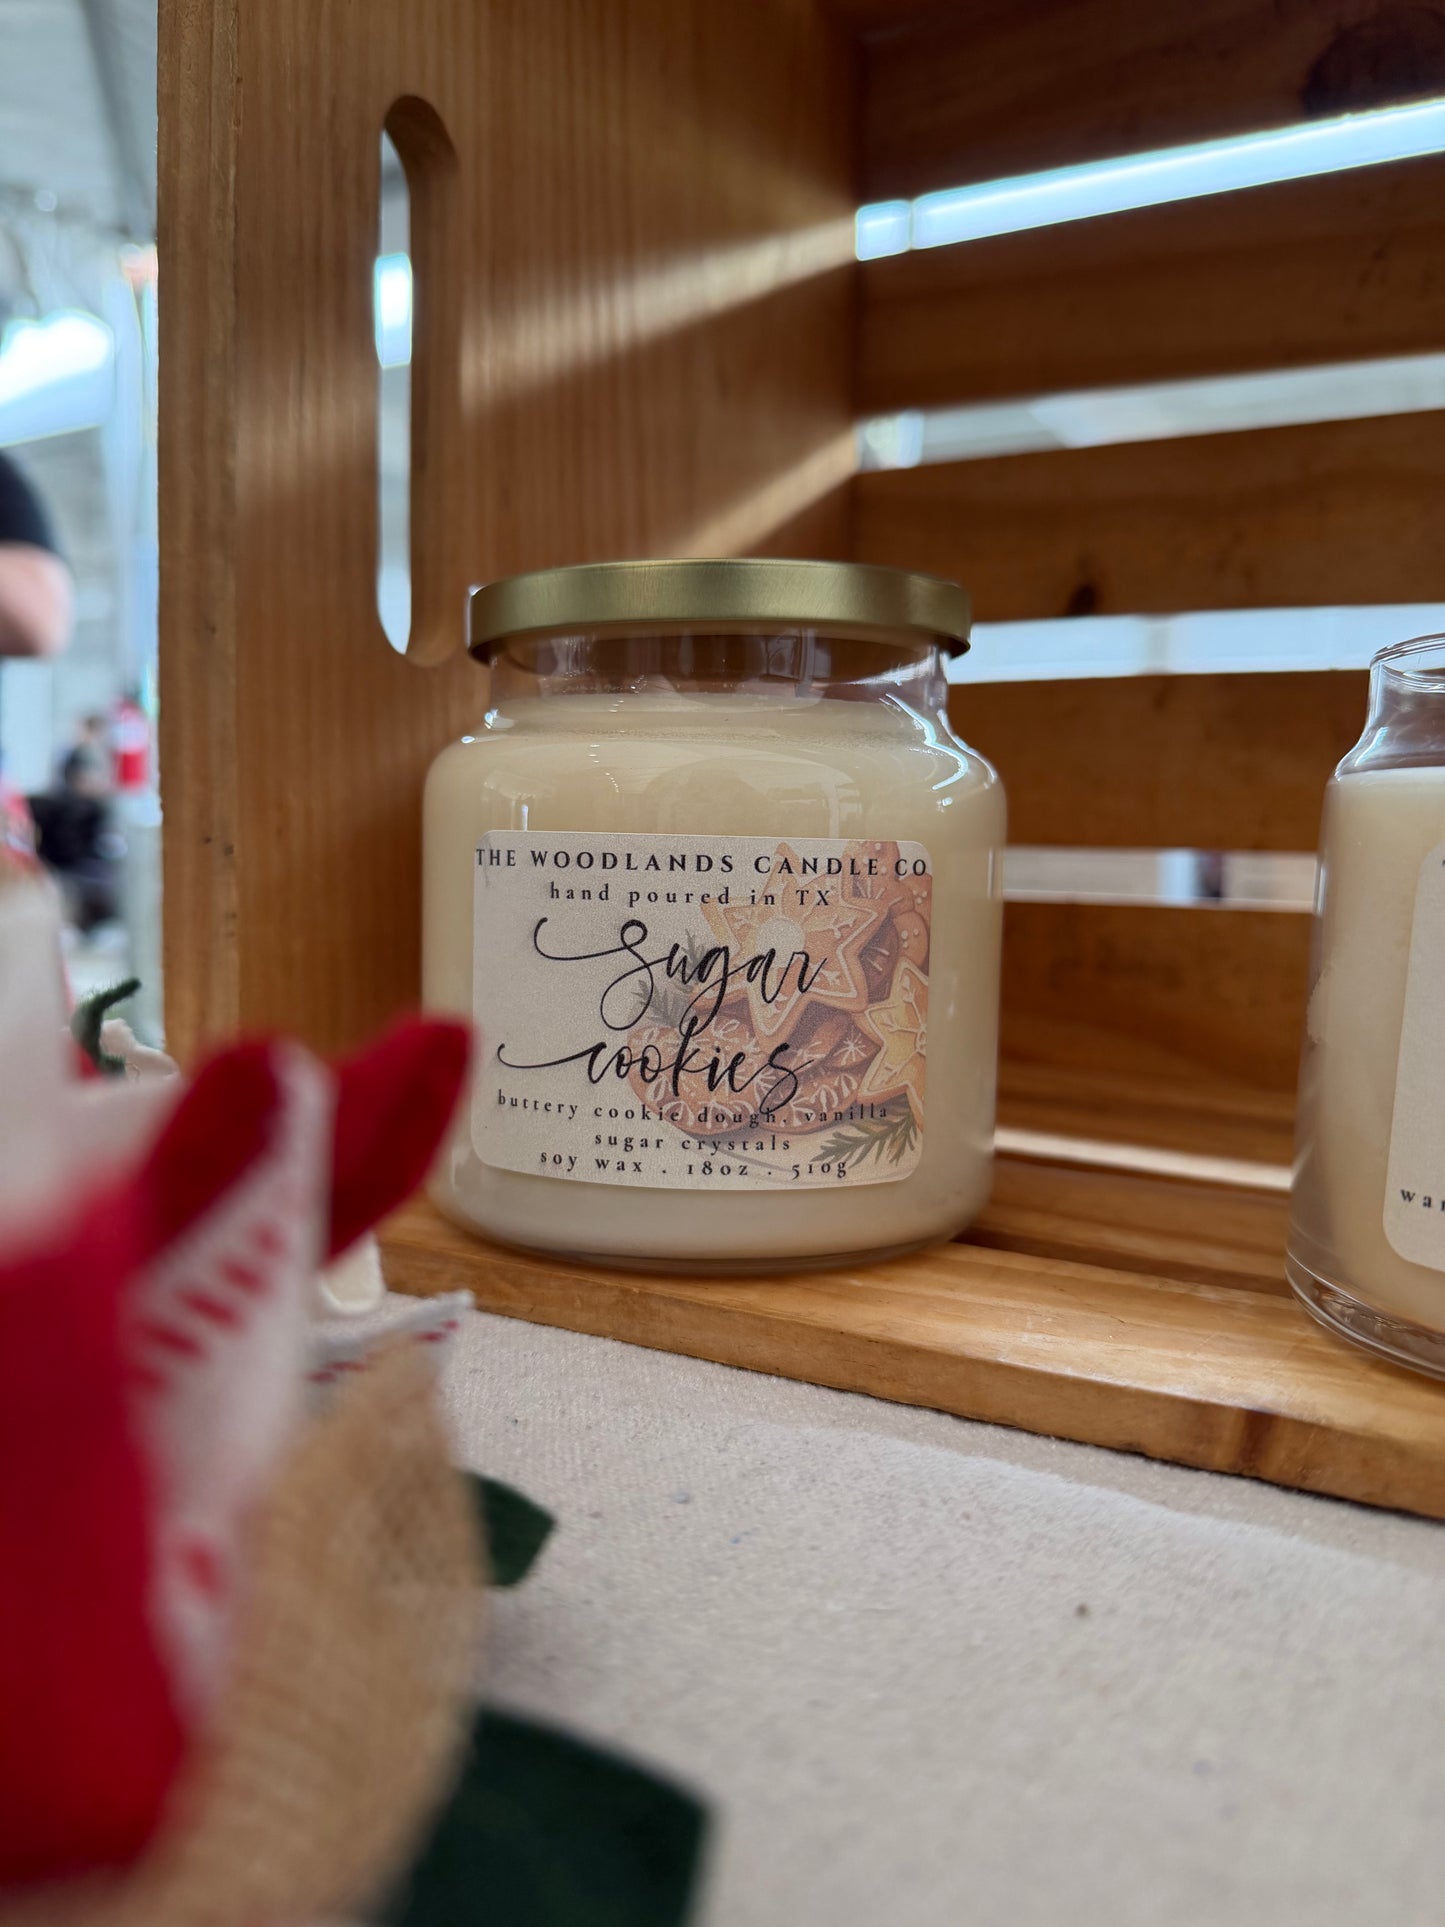 THE WOODLANDS CANDLE CO
hand poured in TX
sugar
cookies
buttery cookie dough, vanilla
sugar crystals
soy wax . 18oz . 510g